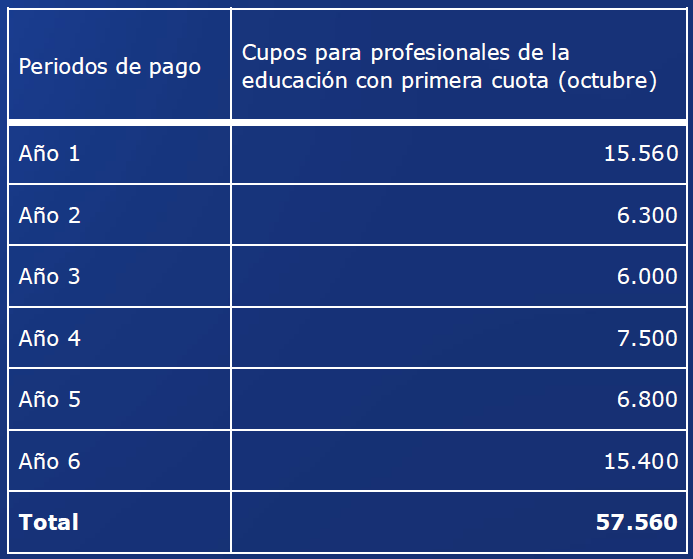 Periodos de pago
Cupos para profesionales de la
educación con primera cuota (octubre)
Año 1
15.560
Año 2
6.300
Año 3
6.000
Año 4
7.500
Año 5
6.800
Año 6
15.400
Total
57.560